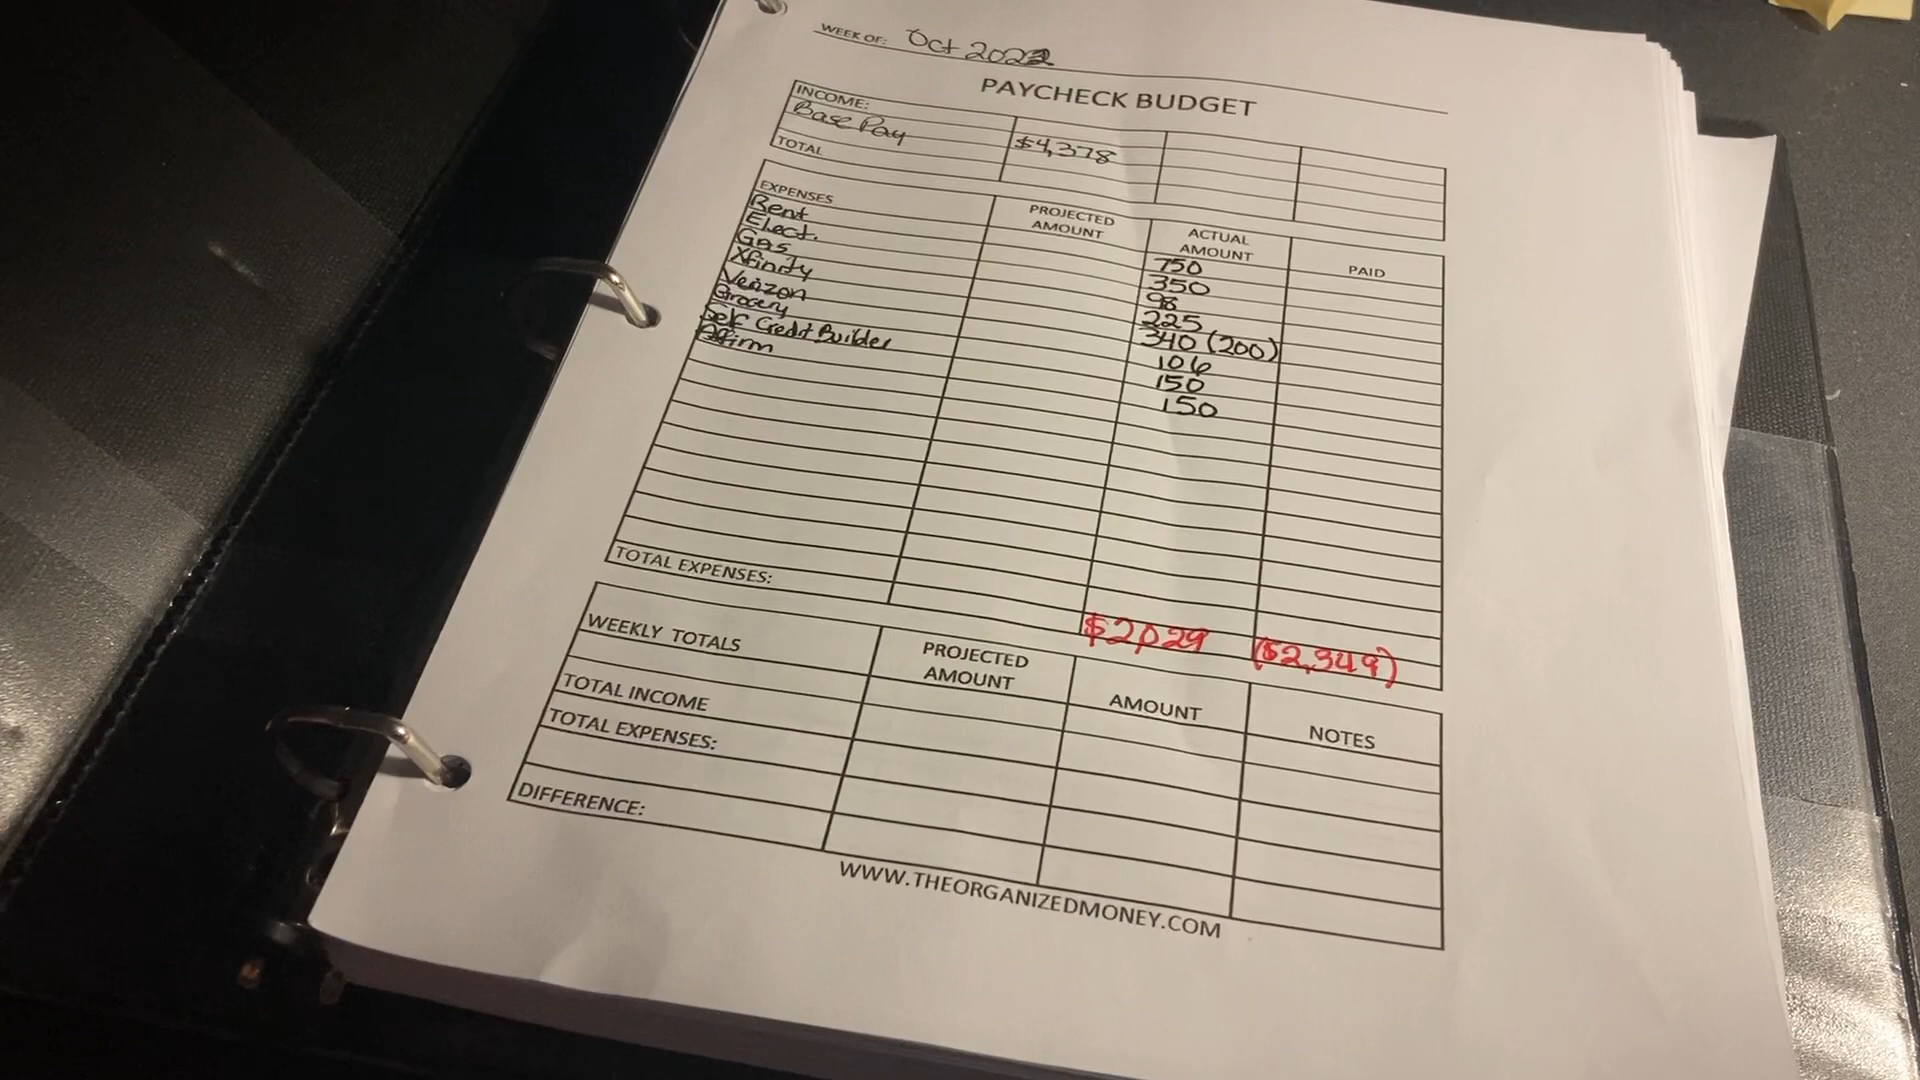 WEEK OF: Oct 2022
PAYCHECK BUDGET
INCOME:
Base Pay $4,378
TOTAL
EXPENSES PROJECTED AMOUNT ACTUAL AMOUNT PAID
Rent 750
Elect. 350
Gas 98
Xfinity 225
Verizon 340 (200)
Grocery 106
Self Credit Builder 150
Affirm 150
TOTAL EXPENSES: $2,029 ($2,349)
WEEKLY TOTALS PROJECTED AMOUNT AMOUNT NOTES
TOTAL INCOME
TOTAL EXPENSES:
DIFFERENCE:
WWW.THEORGANIZEDMONEY.COM